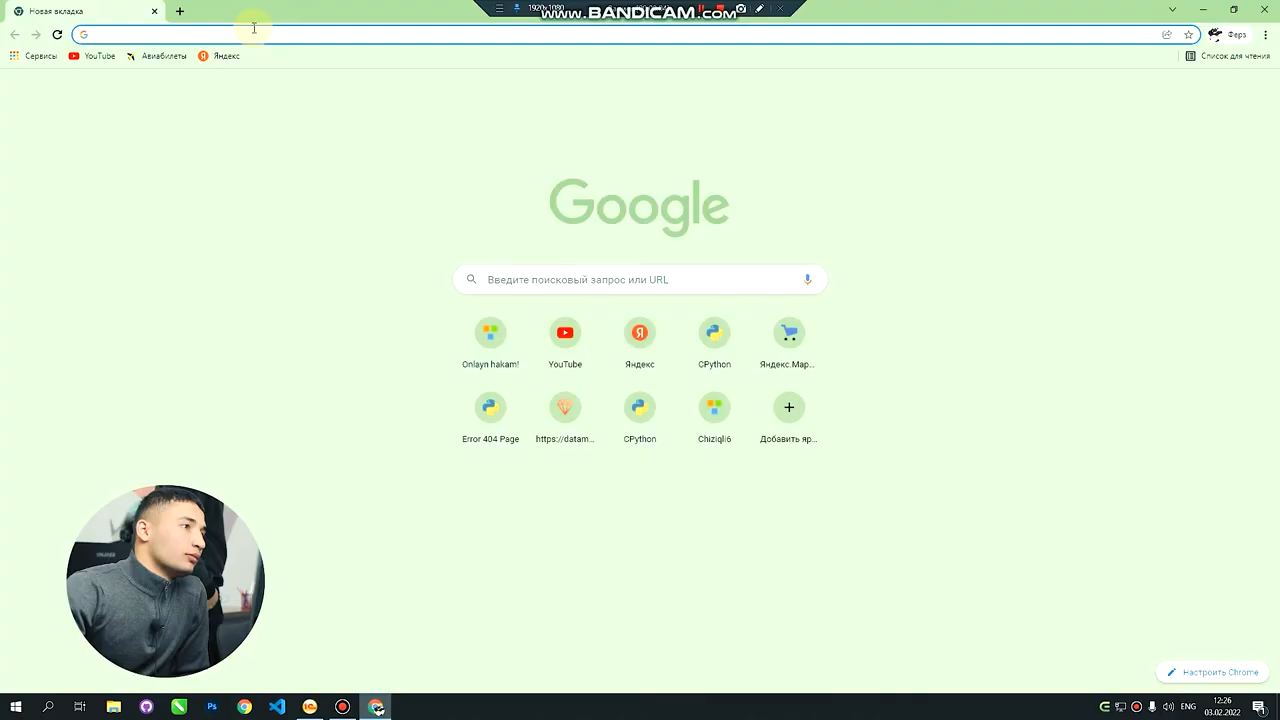 Новая вкладка
1920x1080
www.BANDICAM.com
Ферз
Сервисы
YouTube
Авиабилеты
Яндекс
Список для чтения
Google
Введите поисковый запрос или URL
Onlayn hakam!
YouTube
Яндекс
CPython
Яндекс.Мар...
Error 404 Page
https://datam...
CPython
Chiziqli6
Добавить яр...
Настроить Chrome
ENG
12:26
03.02.2022